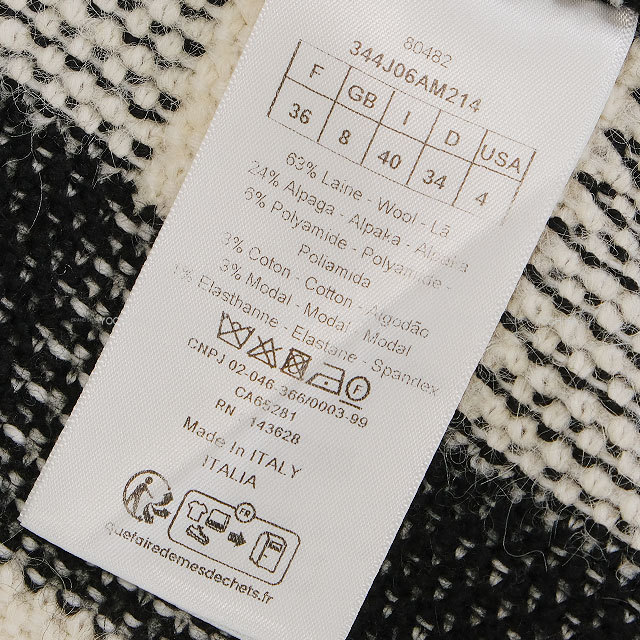 80482
344J06AM214
F GB I D USA
36 8 40 34 4
63% Laine - Wool - Lã
24% Alpaga - Alpaka - Alpaca
6% Polyamide - Polyamide -
Poliamida
3% Coton - Cotton - Algodão
3% Modal - Modal - Modal
1% Elasthanne - Elastane - Spandex
CNPJ 02.046.366/0003-99
CA65281
RN 143628
Made In ITALY
ITALIA
FR
quefairedemesdechets.fr